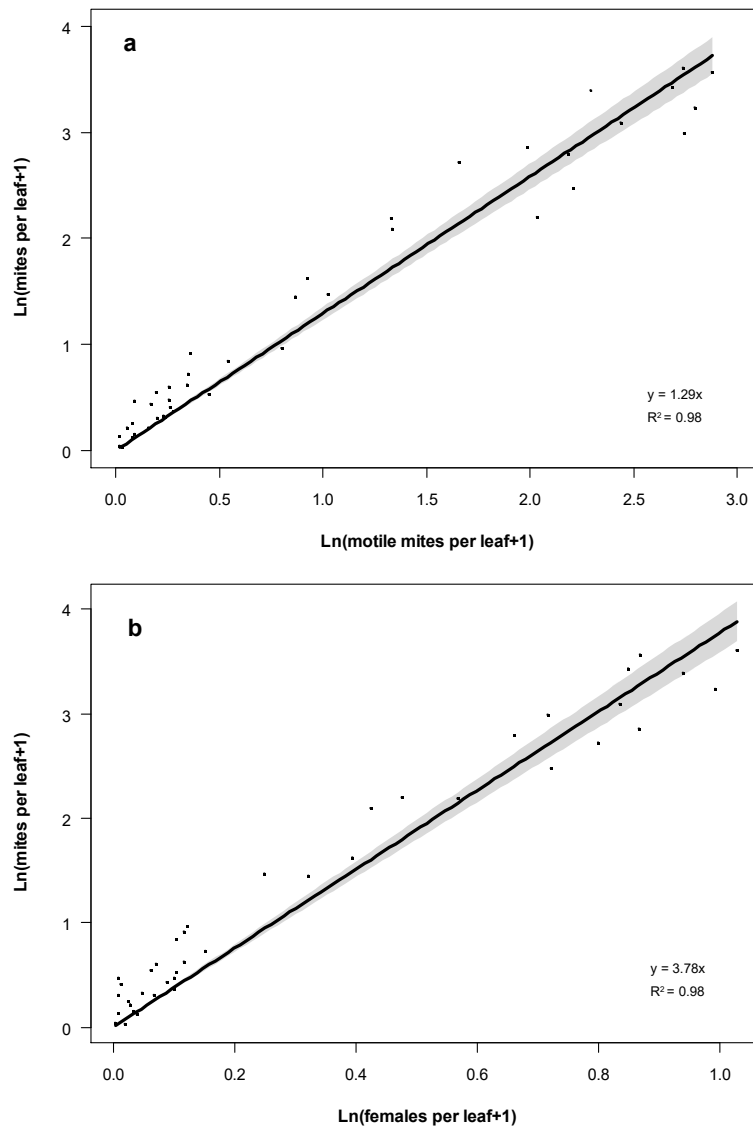 a
4
3
2
1
0
Ln(mites per leaf+1)
y = 1.29x
R² = 0.98
0.0 0.5 1.0 1.5 2.0 2.5 3.0
Ln(motile mites per leaf+1)
b
4
3
2
1
0
Ln(mites per leaf+1)
y = 3.78x
R² = 0.98
0.0 0.2 0.4 0.6 0.8 1.0
Ln(females per leaf+1)